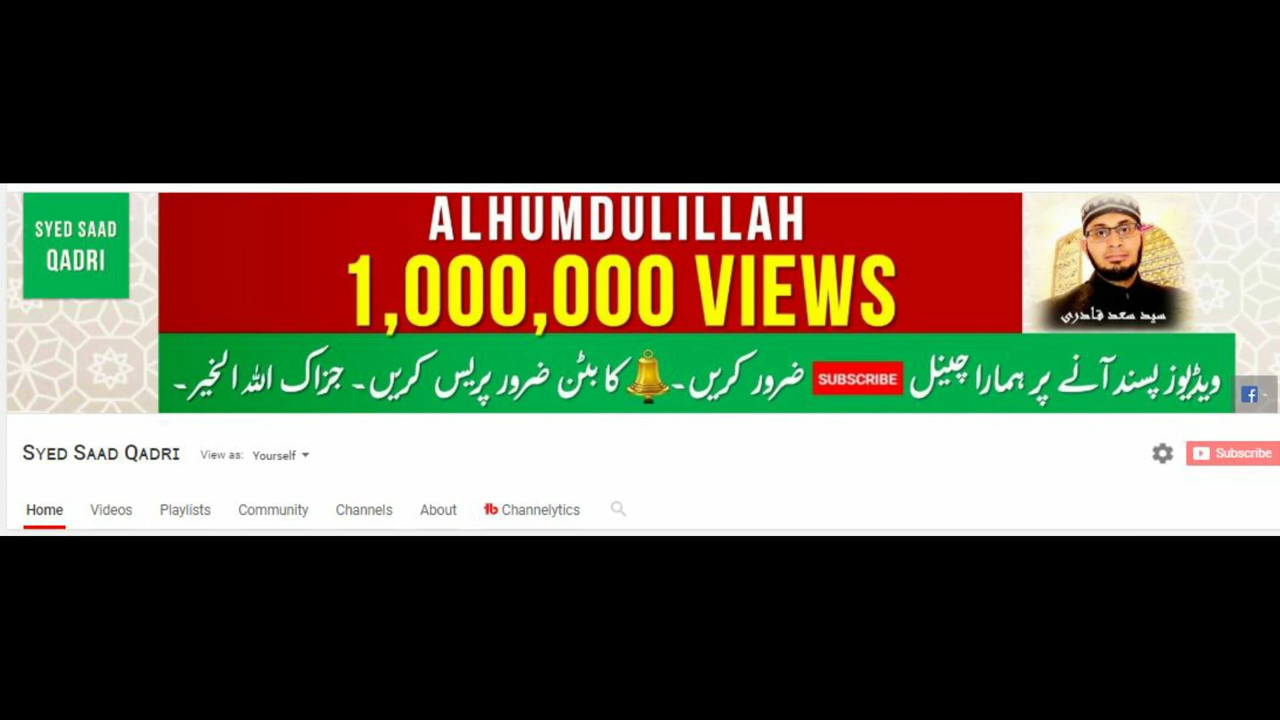 SYED SAAD
QADRI
ALHUMDULILLAH
1,000,000 VIEWS
سید سعد قادری
ویڈیوز پسند آنے پر ہمارا چینل SUBSCRIBE ضرور کریں۔ کا بٹن ضرور پریس کریں۔ جزاک اللہ الخیر۔
SYED SAAD QADRI View as: Yourself
Subscribe
Home Videos Playlists Community Channels About Channelytics